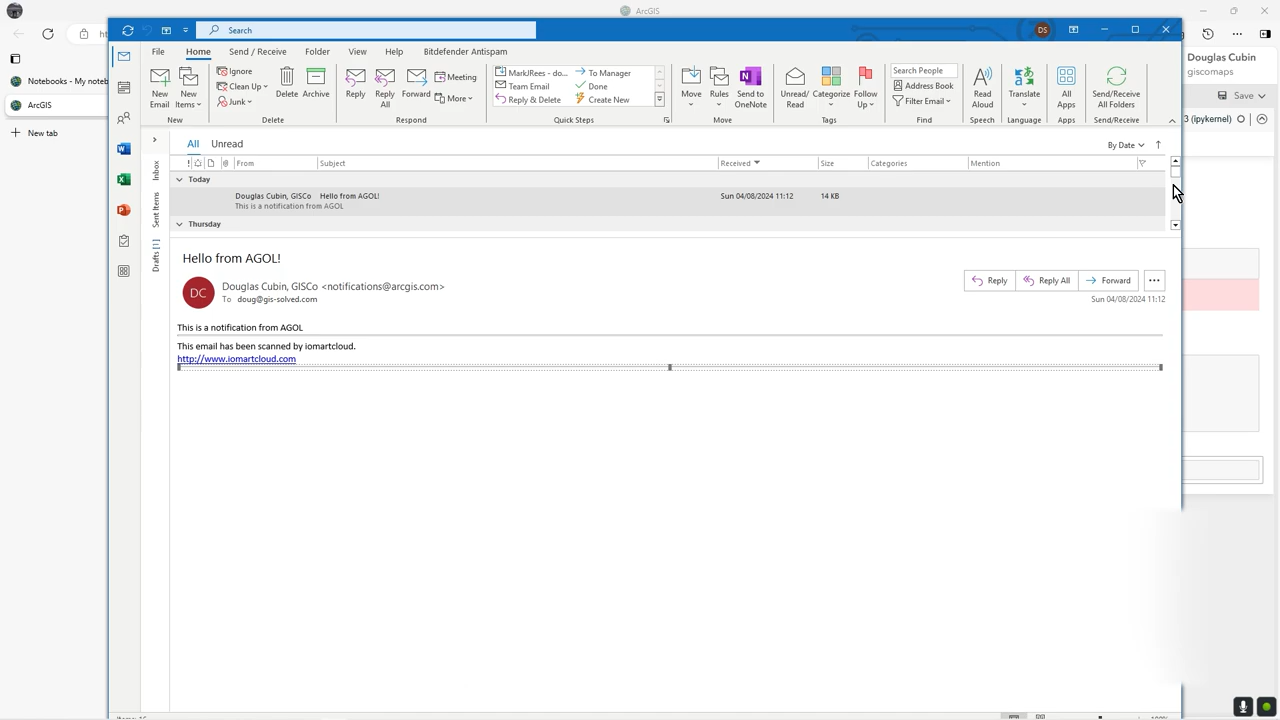 ArcGIS
Search
DS
Douglas Cubin
giscomaps
File Home Send / Receive Folder View Help Bitdefender Antispam
Notebooks - My noteb
ArcGIS
New tab
New Email
New Items
New
Ignore
Clean Up
Junk
Delete
Archive
Delete
Reply
Reply All
Forward
Meeting
More
Respond
MarkJRees - do...
Team Email
Reply & Delete
To Manager
Done
Create New
Quick Steps
Move
Rules
Send to OneNote
Move
Unread/ Read
Categorize
Follow Up
Tags
Search People
Address Book
Filter Email
Find
Read Aloud
Speech
Translate
Language
All Apps
Apps
Send/Receive All Folders
Send/Receive
Save
3 (ipykernel)
All Unread
By Date
From Subject Received Size Categories Mention
Today
Douglas Cubin, GISCo Hello from AGOL! Sun 04/08/2024 11:12 14 KB
This is a notification from AGOL
Thursday
Inbox
Sent Items
Drafts [1]
Hello from AGOL!
DC
Douglas Cubin, GISCo <notifications@arcgis.com>
To doug@gis-solved.com
Reply Reply All Forward
Sun 04/08/2024 11:12
This is a notification from AGOL
This email has been scanned by iomartcloud.
http://www.iomartcloud.com